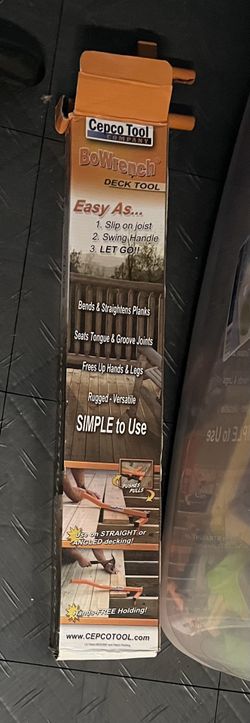 Cepco Tool
COMPANY
BoWrench
DECK TOOL
Easy As...
1. Slip on joist
2. Swing Handle
3. LET GO!!
Bends & Straightens Planks
Seats Tongue & Groove Joints
Frees Up Hands & Legs
Rugged - Versatile
SIMPLE to Use
PUSHES
PULLS
Use on STRAIGHT or
ANGLED decking!
Hands-FREE Holding!
www.CEPCOTOOL.com